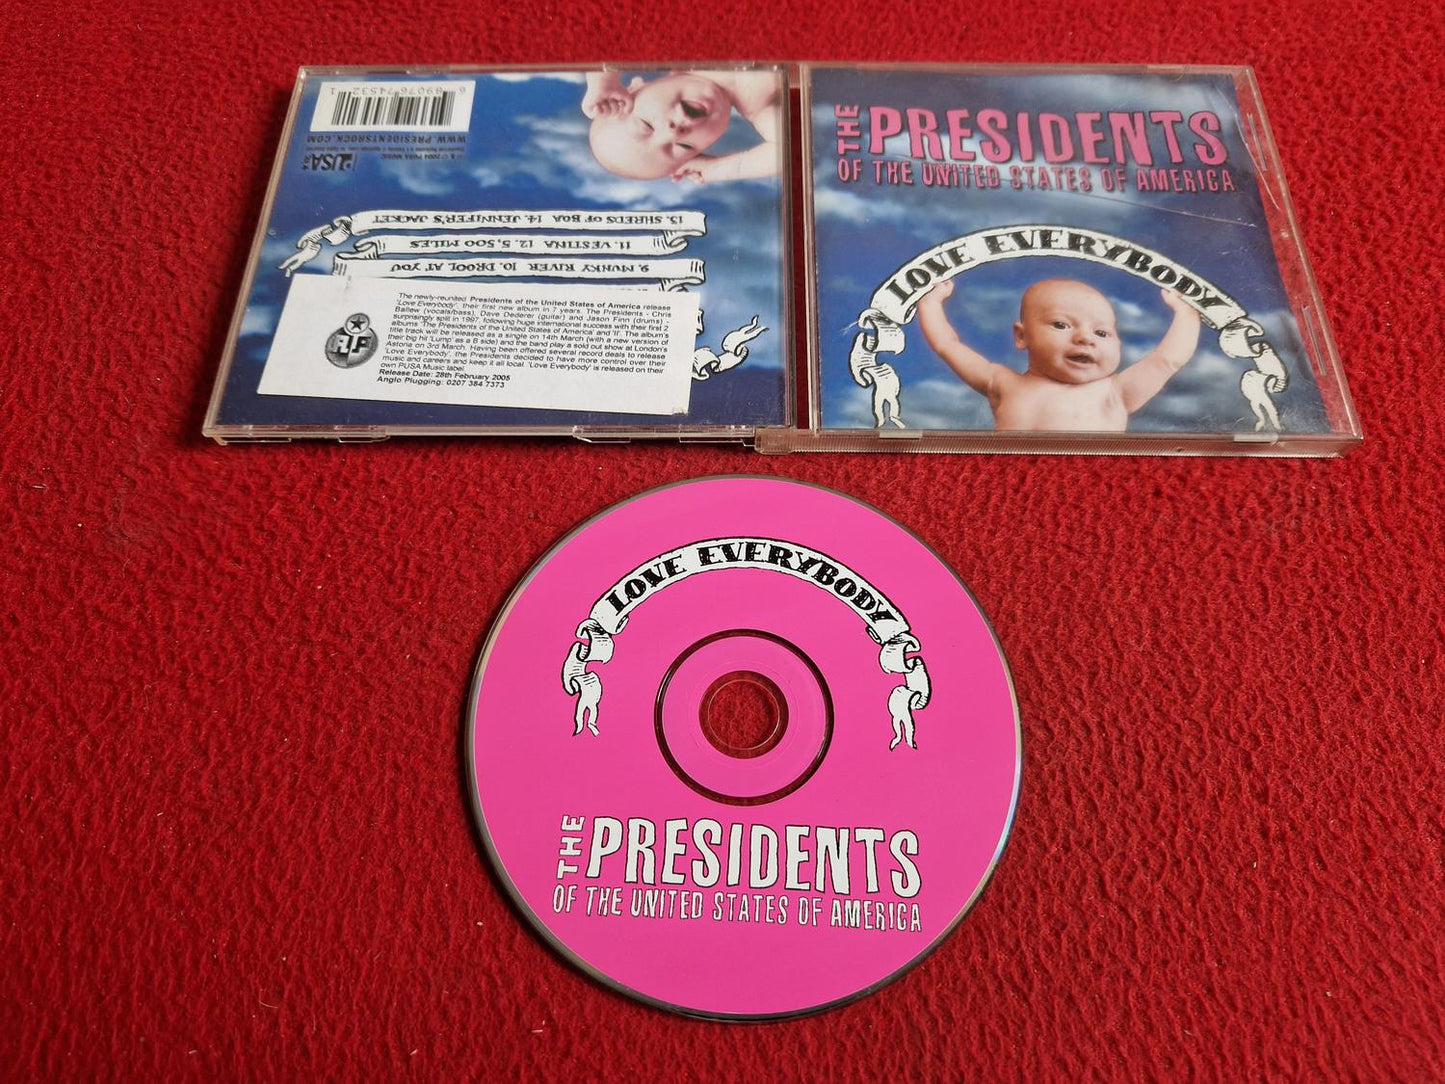 6 89076 74532 1
WWW.PRESIDENTSROCK.COM
℗ & © 2004 PUSA MUSIC
PUSA
13. SHREDS OF BOA 14. JENNIFER'S JACKET
11. VESTINA 12. 5,500 MILES
9. MUNKY RIVER 10. DROOL AT YOU
The newly-reunited Presidents of the United States of America release
'Love Everybody', their first new album in 7 years. The Presidents - Chris
Ballew (vocals/bass), Dave Dederer (guitar) and Jason Finn (drums) -
surprisingly split in 1997, following huge international success with their first 2
albums 'The Presidents of the United States of America' and 'II'. The album's
title track will be released as a single on 14th March (with a new version of
their big hit 'Lump' as a B side) and the band play a sold out show at London's
Astoria on 3rd March. Having been offered several record deals to release
'Love Everybody', the Presidents decided to have more control over their
music and careers and keep it all local. 'Love Everybody' is released on their
own PUSA Music label.
Release Date: 28th February 2005
Anglo Plugging: 0207 384 7373
THE PRESIDENTS
OF THE UNITED STATES OF AMERICA
LOVE EVERYBODY
LOVE EVERYBODY
THE PRESIDENTS
OF THE UNITED STATES OF AMERICA